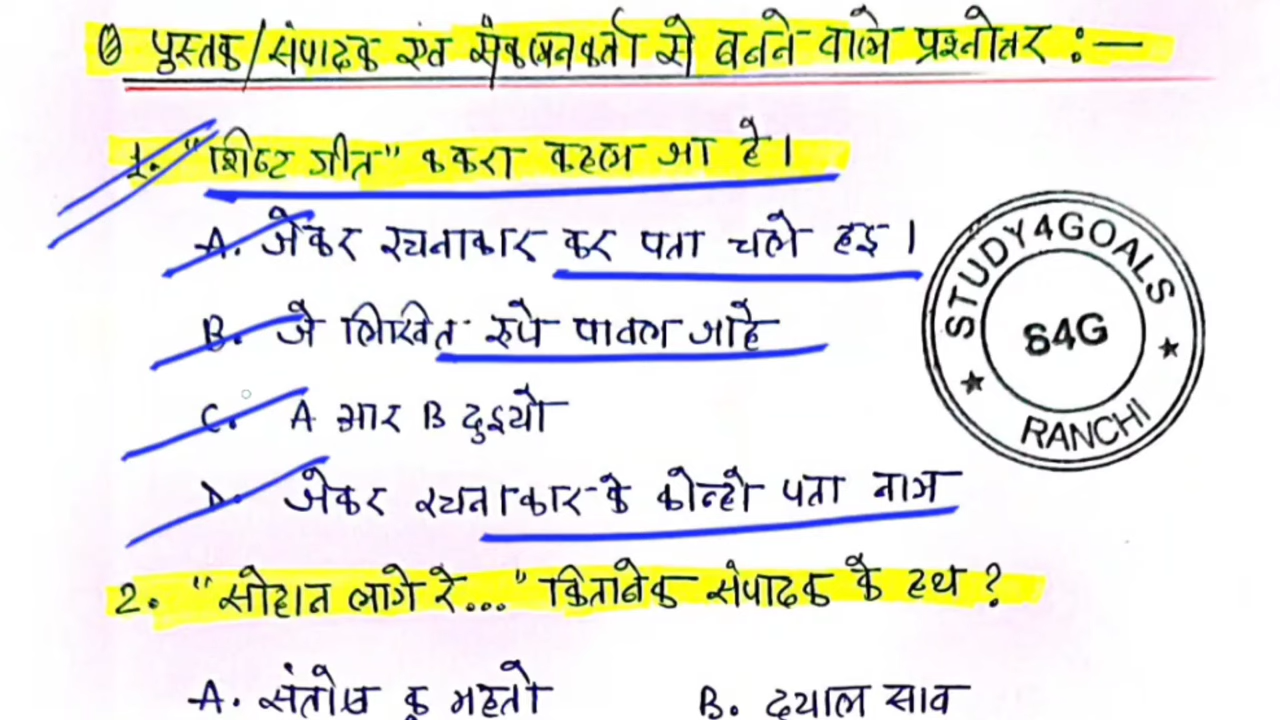 पुस्तक/संपादक एवं संकलनकर्ता से बनने वाले प्रश्नोत्तर :—
1. "शिष्ट गीत" ककरा कहल जा हे।
A. जेकर रचनाकार कर पता चले हइ।
B. जे लिखित रूपे पावल जाहे
C. A आर B दुइयो
D. जेकर रचनाकार के कोन्हो पता नाञ
2. "सोहान लागे रे..." किताबेक संपादक के हथ ?
A. संतोष कु महतो
B. दयाल साव
STUDY4GOALS
S4G
RANCHI